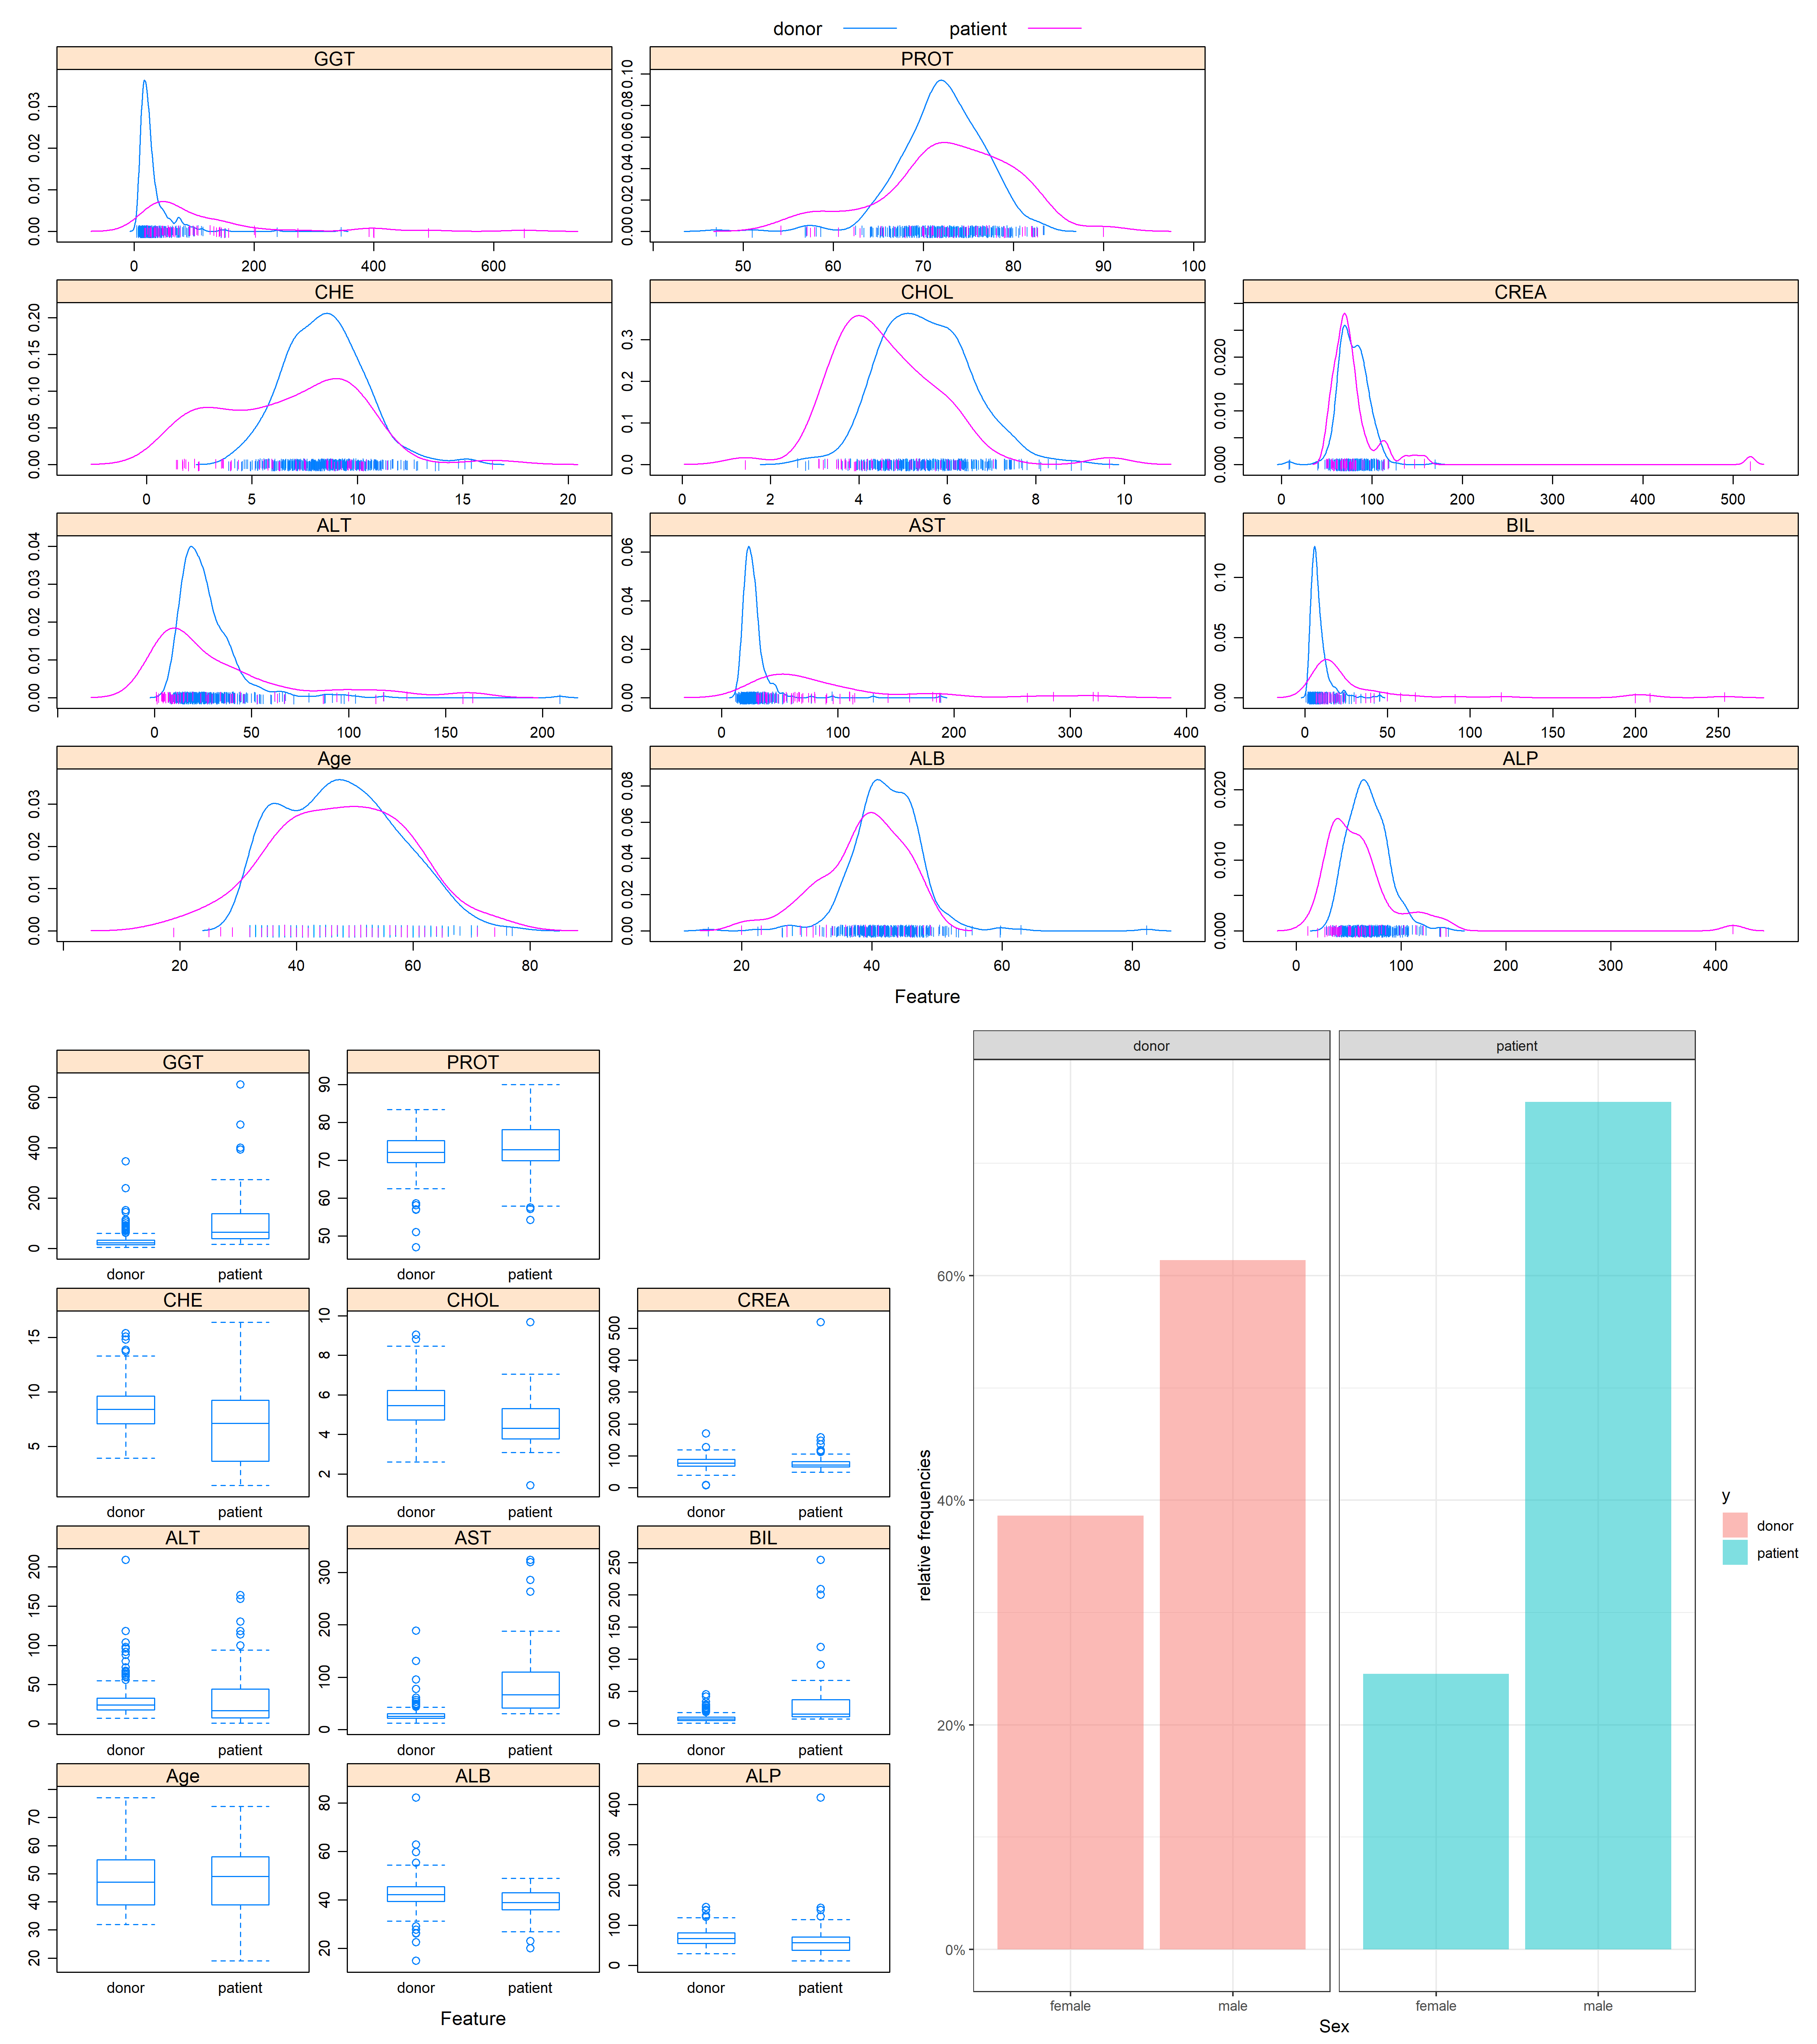 donor patient
GGT PROT
0.00 0.01 0.02 0.03
0 200 400 600
0.00 0.02 0.04 0.06 0.08 0.10
50 60 70 80 90 100
CHE CHOL CREA
0.00 0.05 0.10 0.15 0.20
0 5 10 15 20
0.0 0.1 0.2 0.3
0 2 4 6 8 10
0.000 0.010 0.020
0 100 200 300 400 500
ALT AST BIL
0.00 0.01 0.02 0.03 0.04
0 50 100 150 200
0.00 0.02 0.04 0.06
0 100 200 300 400
0.00 0.05 0.10
0 50 100 150 200 250
Age ALB ALP
0.00 0.01 0.02 0.03
20 40 60 80
0.00 0.02 0.04 0.06 0.08
20 40 60 80
0.000 0.010 0.020
0 100 200 300 400
Feature
GGT PROT
0 200 400 600
donor patient
50 60 70 80 90
donor patient
CHE CHOL CREA
5 10 15
donor patient
2 4 6 8 10
donor patient
0 100 200 300 400 500
donor patient
ALT AST BIL
0 50 100 150 200
donor patient
0 100 200 300
donor patient
0 50 100 150 200 250
donor patient
Age ALB ALP
20 30 40 50 60 70
donor patient
20 40 60 80
donor patient
0 100 200 300 400
donor patient
Feature
donor patient
relative frequencies
60%
40%
20%
0%
female male female male
Sex
y
donor
patient